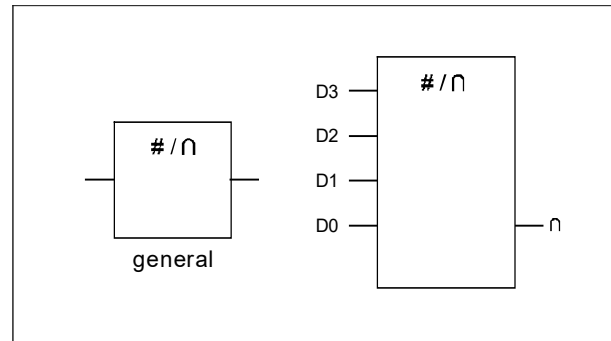 # / ∩
general
# / ∩
D3
D2
D1
D0
∩